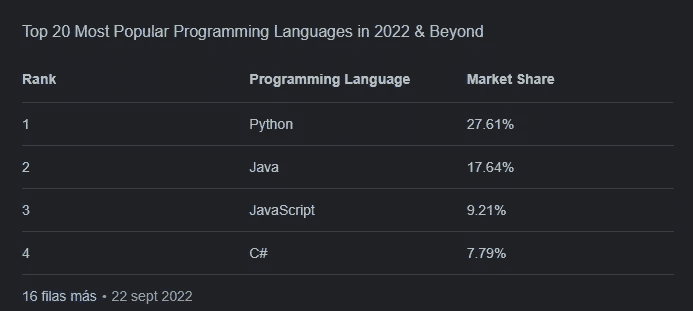 Top 20 Most Popular Programming Languages in 2022 & Beyond
Rank Programming Language Market Share
1 Python 27.61%
2 Java 17.64%
3 JavaScript 9.21%
4 C# 7.79%
16 filas más • 22 sept 2022